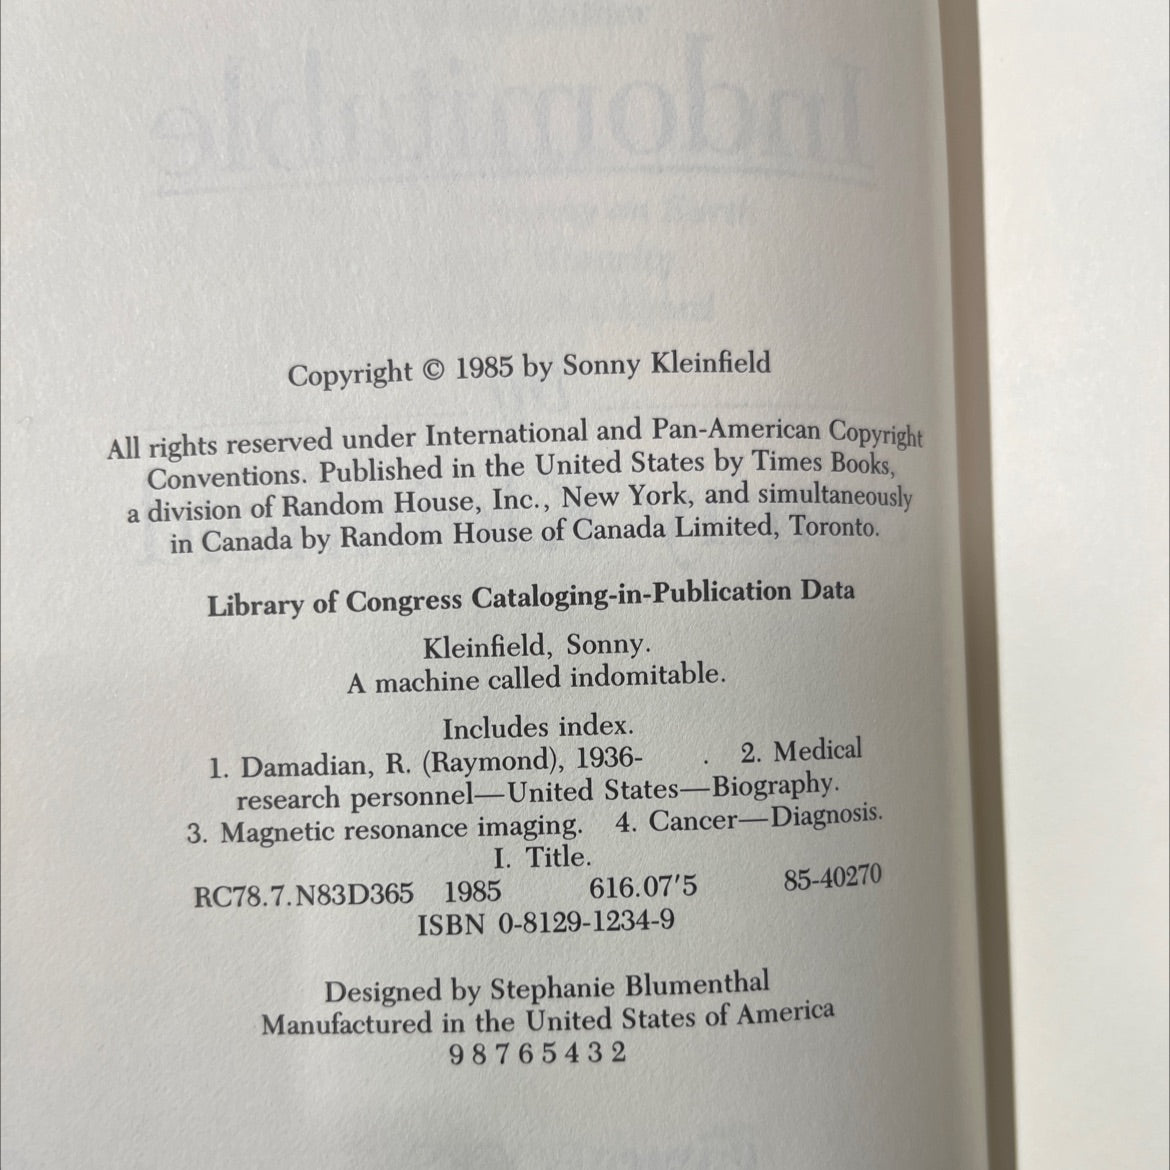 Indomitable
Copyright © 1985 by Sonny Kleinfield
All rights reserved under International and Pan-American Copyright
Conventions. Published in the United States by Times Books,
a division of Random House, Inc., New York, and simultaneously
in Canada by Random House of Canada Limited, Toronto.
Library of Congress Cataloging-in-Publication Data
Kleinfield, Sonny.
A machine called indomitable.
Includes index.
1. Damadian, R. (Raymond), 1936- . 2. Medical
research personnel—United States—Biography.
3. Magnetic resonance imaging. 4. Cancer—Diagnosis.
I. Title.
RC78.7.N83D365 1985 616.07'5 85-40270
ISBN 0-8129-1234-9
Designed by Stephanie Blumenthal
Manufactured in the United States of America
9 8 7 6 5 4 3 2